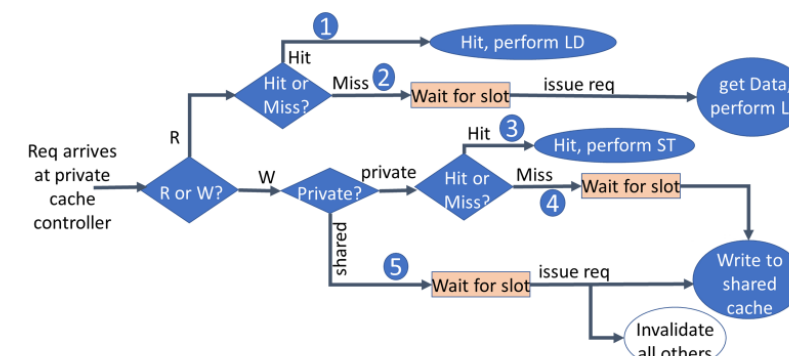 1
Hit
Hit, perform LD
Hit or
Miss?
Miss
2
Wait for slot
issue req
get Data,
perform
R
Req arrives
at private
cache
controller
R or W?
W
Private?
private
Hit or
Miss?
Hit
3
Hit, perform ST
Miss
4
Wait for slot
shared
5
Wait for slot
issue req
Write to
shared
cache
Invalidate
all others